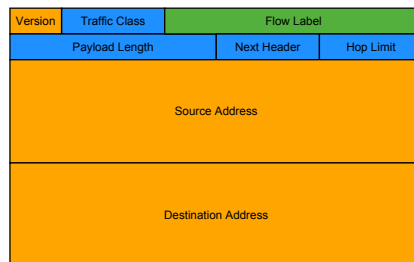 Version Traffic Class Flow Label
Payload Length Next Header Hop Limit
Source Address
Destination Address